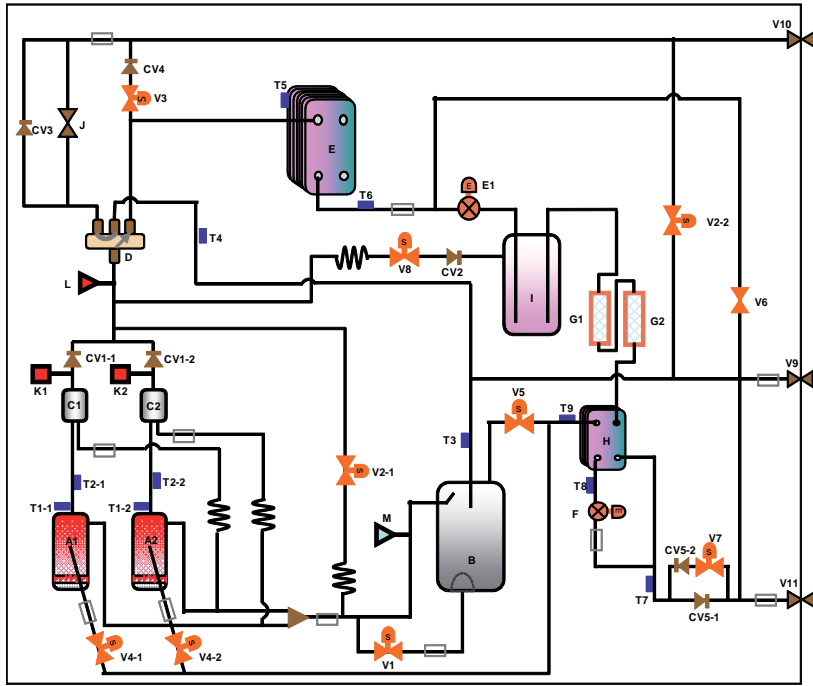 V10
CV4
T5
V3
S
CV3
J
E
E1
E
T6
V2-2
S
T4
D
S
V8
CV2
L
I
V6
G1
G2
CV1-1
CV1-2
K1
K2
V9
C1
C2
V5
S
T9
H
T3
T2-1
T2-2
V2-1
S
T8
T1-1
T1-2
M
F
E
A1
A2
B
CV5-2
V7
S
T7
V11
CV5-1
S
V4-1
S
V4-2
S
V1